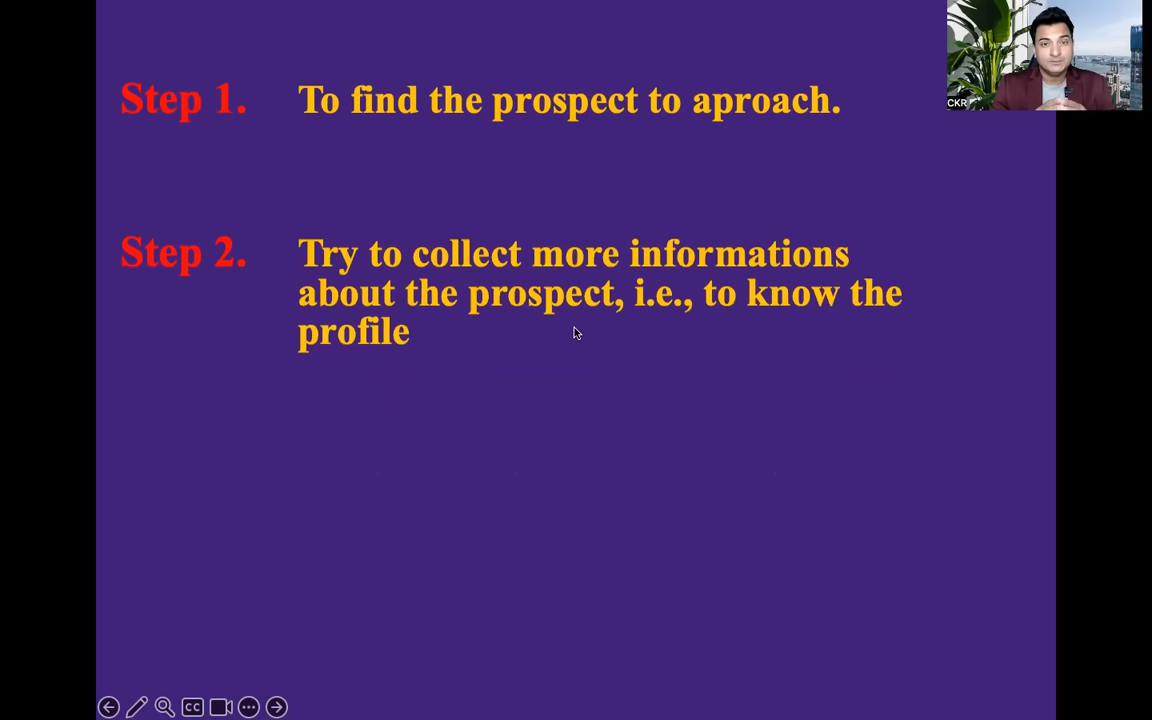 Step 1. To find the prospect to aproach.
CKR
Step 2. Try to collect more informations
about the prospect, i.e., to know the
profile
CC